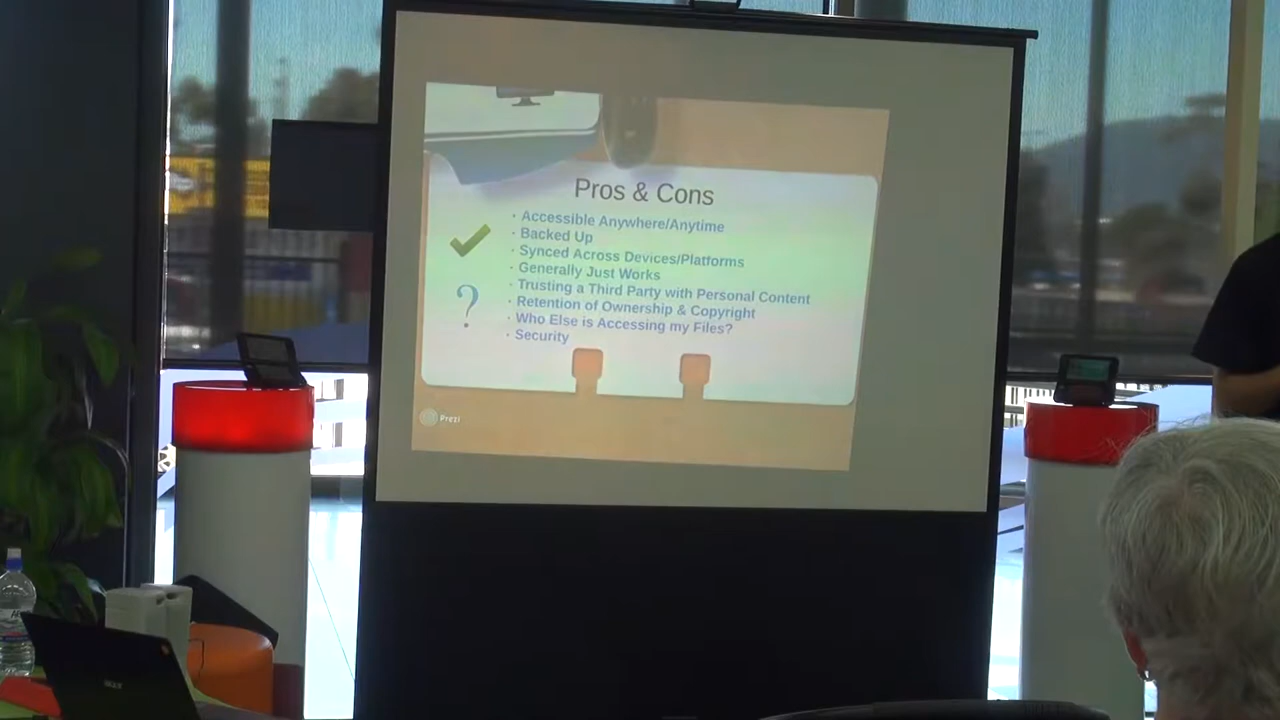 Pros & Cons
· Accessible Anywhere/Anytime
· Backed Up
· Synced Across Devices/Platforms
· Generally Just Works
· Trusting a Third Party with Personal Content
· Retention of Ownership & Copyright
· Who Else is Accessing my Files?
· Security
?
Prezi
acer